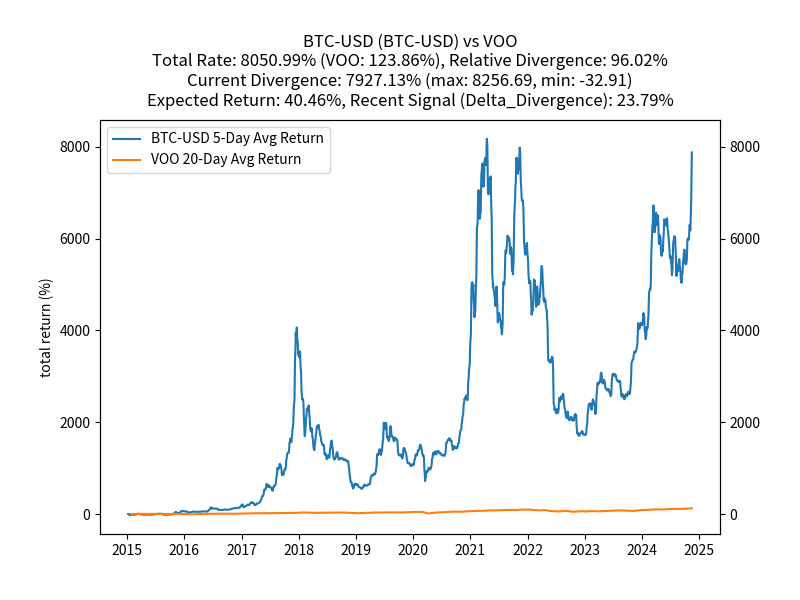 BTC-USD (BTC-USD) vs VOO
Total Rate: 8050.99% (VOO: 123.86%), Relative Divergence: 96.02%
Current Divergence: 7927.13% (max: 8256.69, min: -32.91)
Expected Return: 40.46%, Recent Signal (Delta_Divergence): 23.79%
BTC-USD 5-Day Avg Return
VOO 20-Day Avg Return
total return (%)
8000
6000
4000
2000
0
8000
6000
4000
2000
0
2015 2016 2017 2018 2019 2020 2021 2022 2023 2024 2025